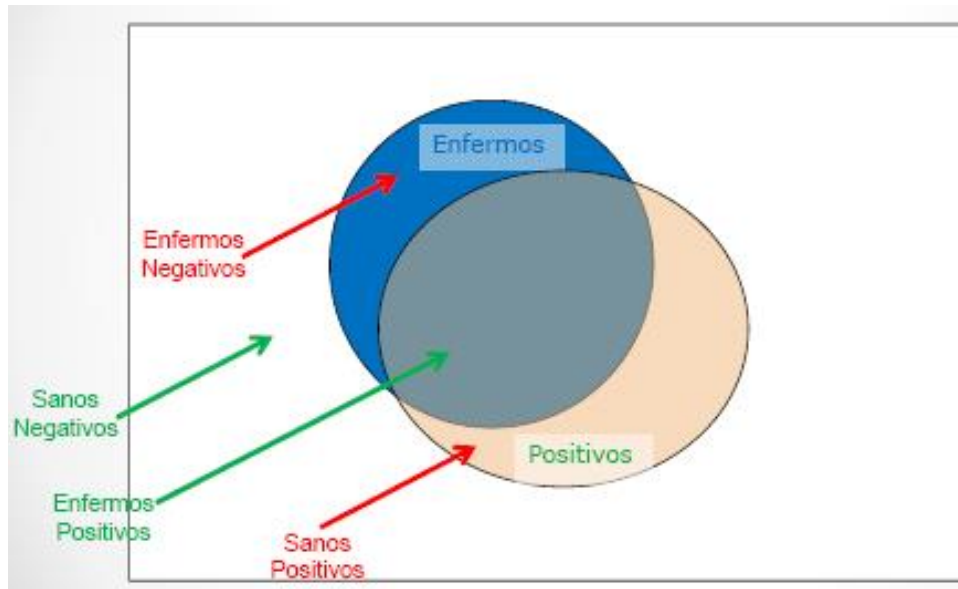 Enfermos
Enfermos
Negativos
Sanos
Negativos
Positivos
Enfermos
Positivos
Sanos
Positivos